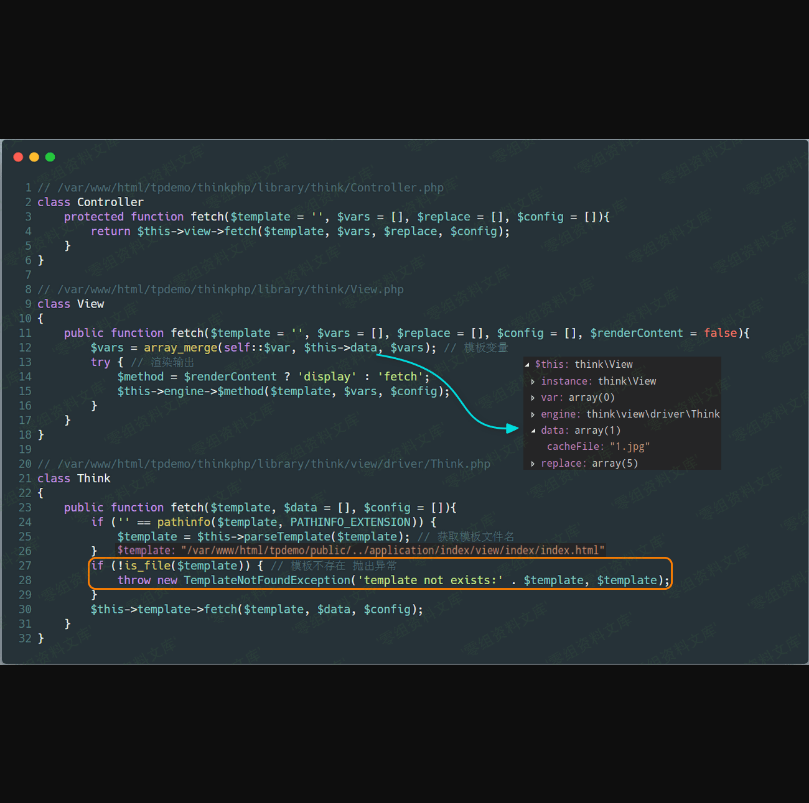 1 // /var/www/html/tpdemo/thinkphp/library/think/Controller.php
2 class Controller
3 protected function fetch($template = '', $vars = [], $replace = [], $config = []){
4 return $this->view->fetch($template, $vars, $replace, $config);
5 }
6 }
7
8 // /var/www/html/tpdemo/thinkphp/library/think/View.php
9 class View
10 {
11 public function fetch($template = '', $vars = [], $replace = [], $config = [], $renderContent = false){
12 $vars = array_merge(self::$var, $this->data, $vars); // 模板变量
13 try { // 渲染输出
14 $method = $renderContent ? 'display' : 'fetch';
15 $this->engine->$method($template, $vars, $config);
16 }
17 }
18 }
19
$this: think\View
instance: think\View
var: array(0)
engine: think\view\driver\Think
data: array(1)
cacheFile: "1.jpg"
replace: array(5)
20 // /var/www/html/tpdemo/thinkphp/library/think/view/driver/Think.php
21 class Think
22 {
23 public function fetch($template, $data = [], $config = []){
24 if ('' == pathinfo($template, PATHINFO_EXTENSION)) {
25 $template = $this->parseTemplate($template); // 获取模板文件名
26 } $template: "/var/www/html/tpdemo/public/../application/index/view/index/index.html"
27 if (!is_file($template)) { // 模板不存在 抛出异常
28 throw new TemplateNotFoundException('template not exists:' . $template, $template);
29 }
30 $this->template->fetch($template, $data, $config);
31 }
32 }
零组资料文库